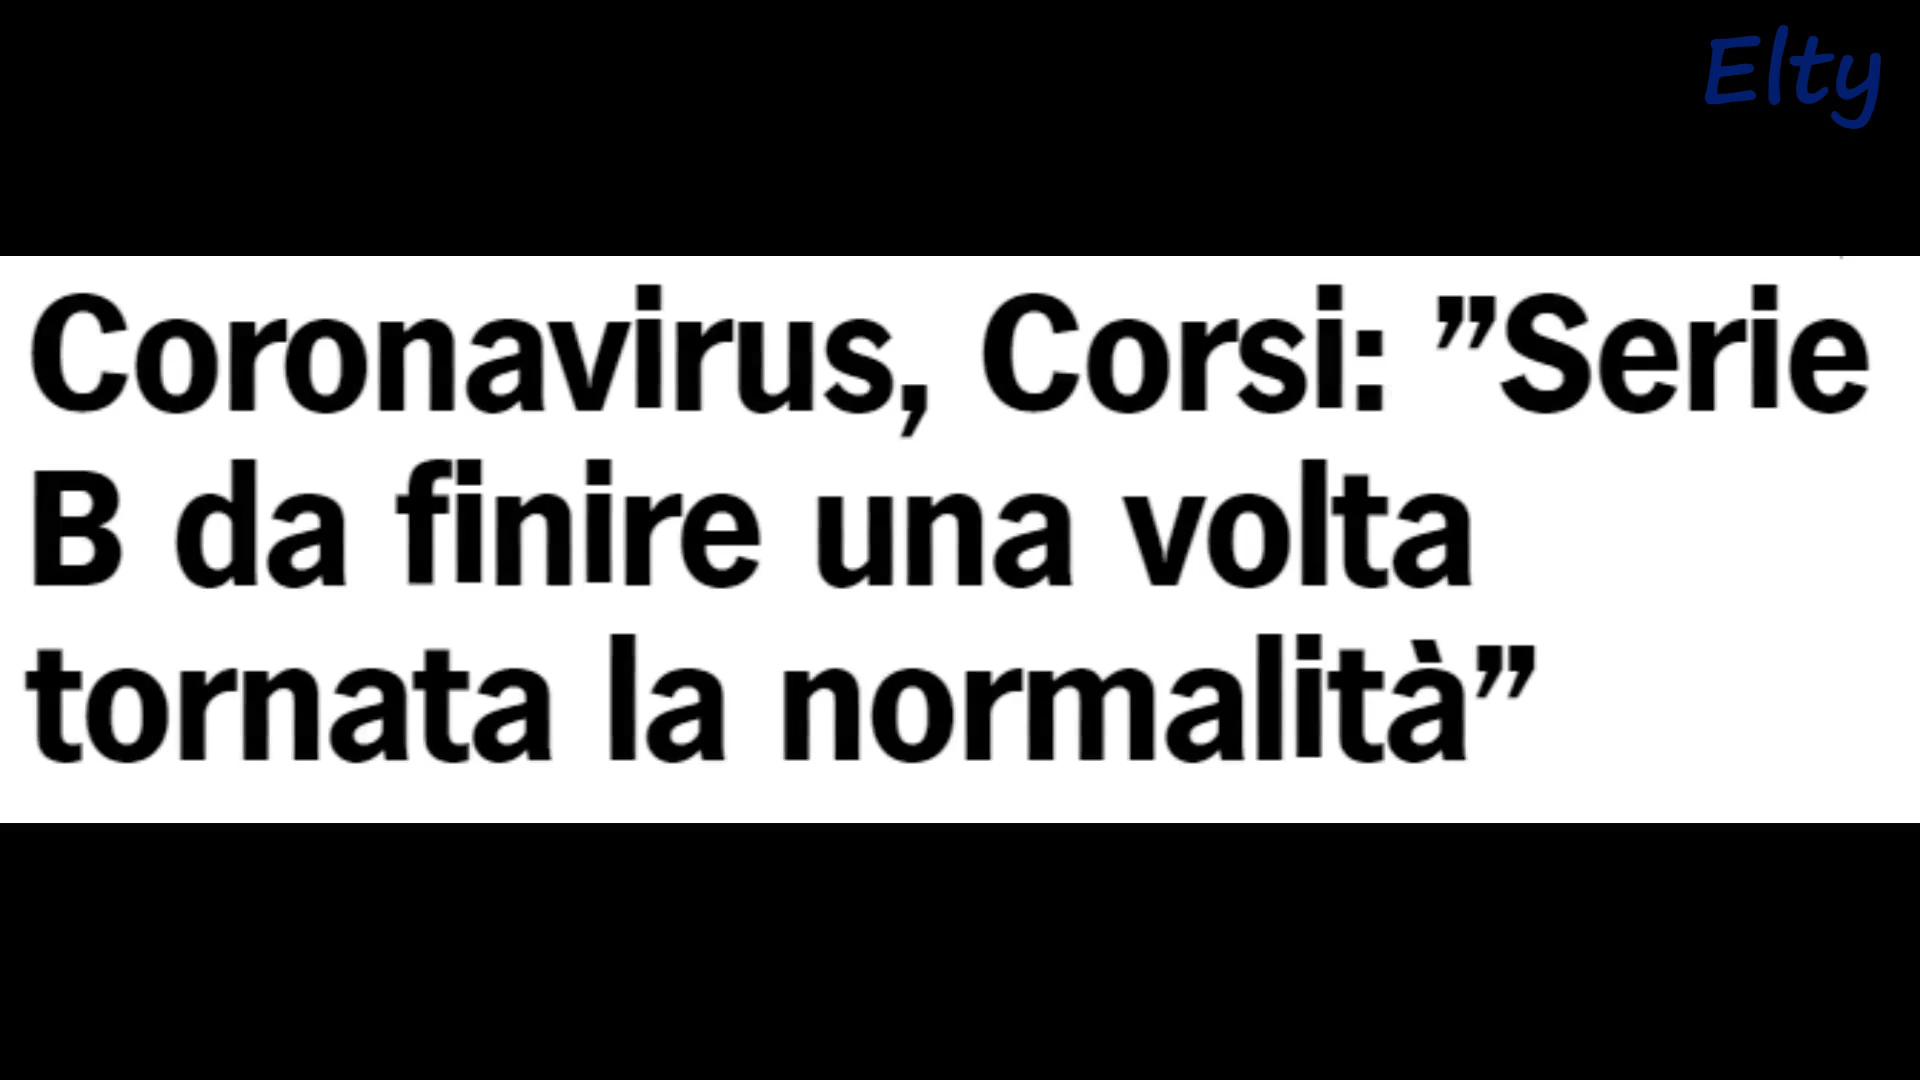 Elty
Coronavirus, Corsi: ”Serie
B da finire una volta
tornata la normalità”